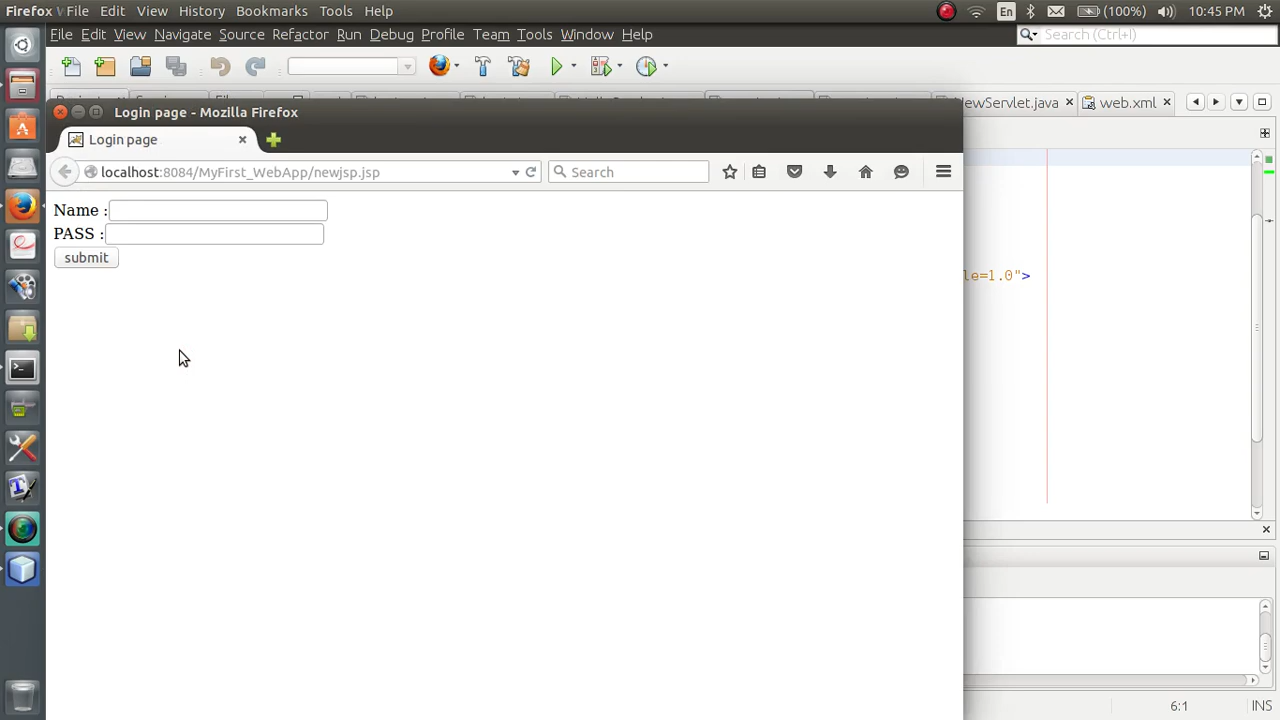 Firefox File Edit View History Bookmarks Tools Help En (100%) 10:45 PM
File Edit View Navigate Source Refactor Run Debug Profile Team Tools Window Help Search (Ctrl+I)
NewServlet.java web.xml
Login page - Mozilla Firefox
Login page
localhost:8084/MyFirst_WebApp/newjsp.jsp Search
Name :
PASS :
submit
le=1.0">
6:1 INS